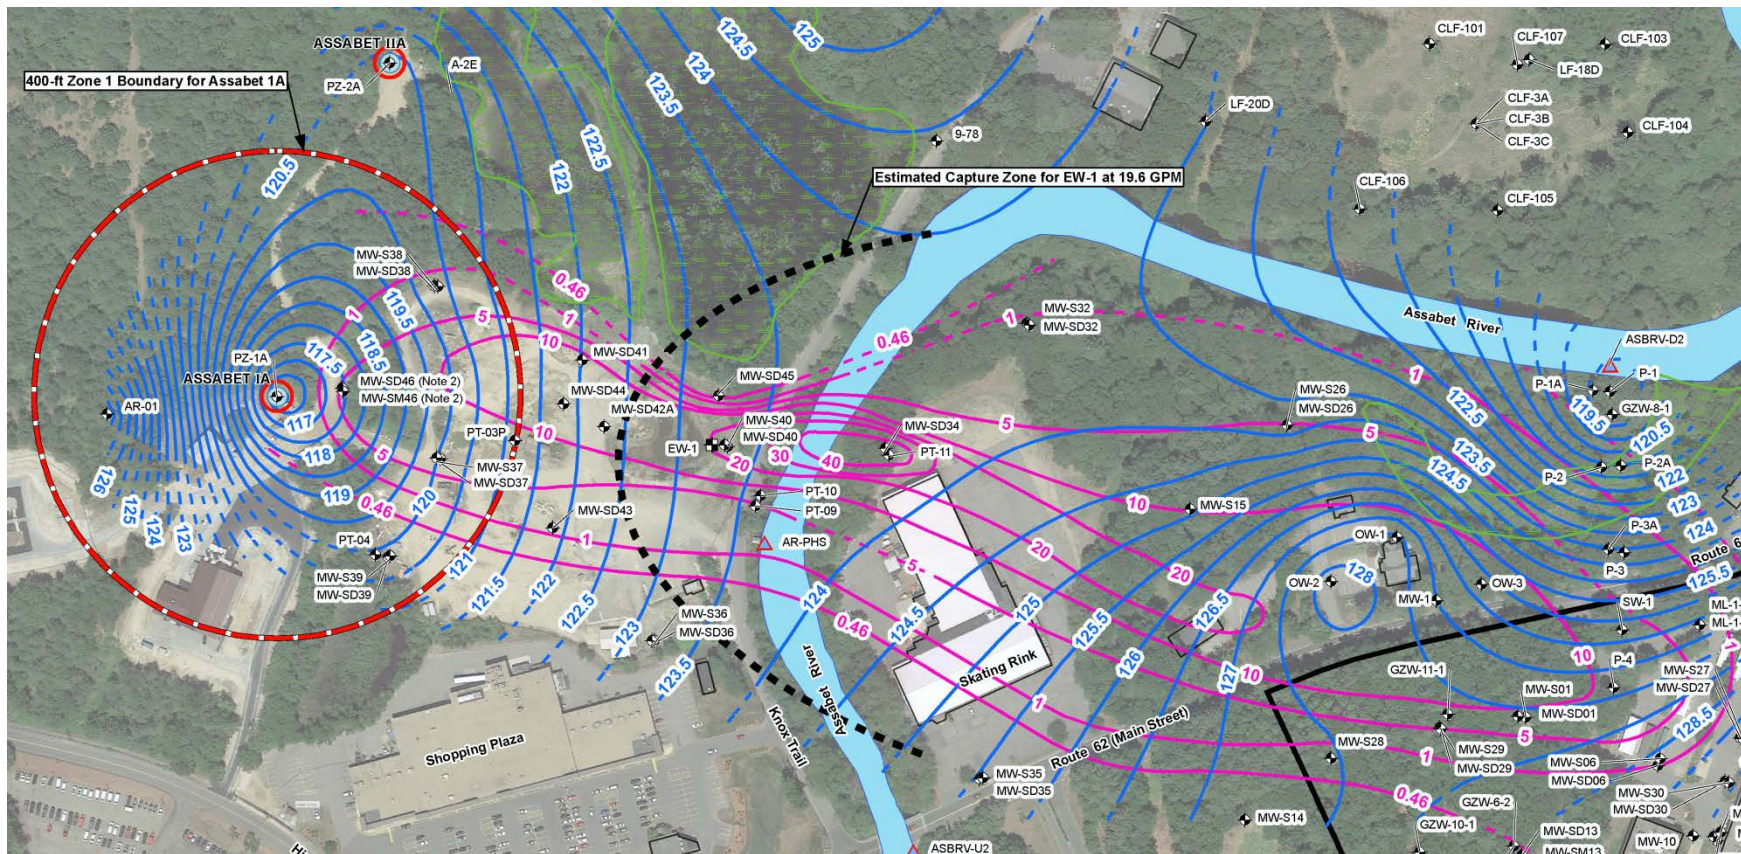 ASSABET IIA
PZ-2A
A-2E
400-ft Zone 1 Boundary for Assabet 1A
120.5
122
122.5
123.5
124
124.5
125
9-78
LF-20D
CLF-101
CLF-107
CLF-103
LF-18D
CLF-3A
CLF-3B
CLF-3C
CLF-104
CLF-106
CLF-105
Estimated Capture Zone for EW-1 at 19.6 GPM
MW-S38
MW-SD38
0.46
1
119.5
1
5
10
118.5
117.5
PZ-1A
ASSABET IA
MW-SD46 (Note 2)
MW-SM46 (Note 2)
AR-01
117
118
119
120
5
10
PT-03P
MW-S37
MW-SD37
0.46
126
125
124
123
PT-04
MW-S39
MW-SD39
121
121.5
122
122.5
123
123.5
1
MW-SD41
MW-SD44
MW-SD42A
MW-SD43
MW-SD45
MW-S40
MW-SD40
EW-1
20
30
40
MW-SD34
PT-11
PT-10
PT-09
AR-PHS
MW-S36
MW-SD36
0.46
1
MW-S32
MW-SD32
Assabet River
ASBRV-D2
P-1A
P-1
GZW-8-1
119.5
120.5
122
123
124
125.5
P-2A
P-2
P-3A
P-3
Route 6
1
122.5
123.5
124.5
MW-S26
MW-SD26
5
5
10
MW-S15
20
20
OW-1
OW-2
128
MW-1
OW-3
SW-1
ML-1-
ML-1-
5
124
124.5
125
125.5
126
126.5
127
0.46
10
1
Skating Rink
Assabet River
Knox Trail
Shopping Plaza
Route 62 (Main Street)
MW-S35
MW-SD35
ASBRV-U2
GZW-11-1
P-4
10
MW-S27
MW-SD27
MW-S01
MW-SD01
5
128.5
MW-S28
1
MW-S29
MW-SD29
MW-S06
MW-SD06
0.46
MW-S30
MW-SD30
GZW-6-2
GZW-10-1
MW-S14
MW-SD13
MW-SM13
MW-10
Hi